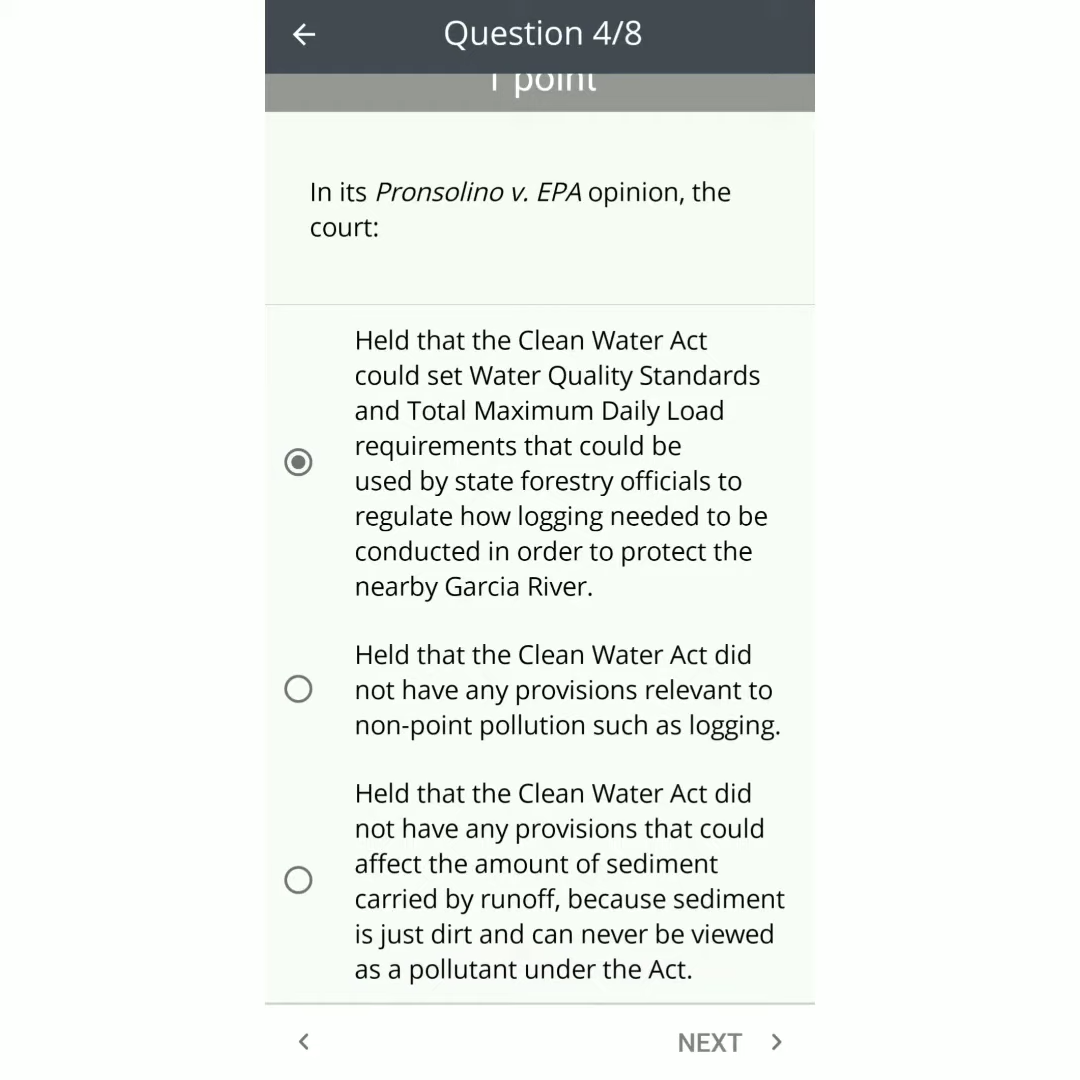 Question 4/8
1 point
In its Pronsolino v. EPA opinion, the
court:
Held that the Clean Water Act
could set Water Quality Standards
and Total Maximum Daily Load
requirements that could be
used by state forestry officials to
regulate how logging needed to be
conducted in order to protect the
nearby Garcia River.
Held that the Clean Water Act did
not have any provisions relevant to
non-point pollution such as logging.
Held that the Clean Water Act did
not have any provisions that could
affect the amount of sediment
carried by runoff, because sediment
is just dirt and can never be viewed
as a pollutant under the Act.
NEXT